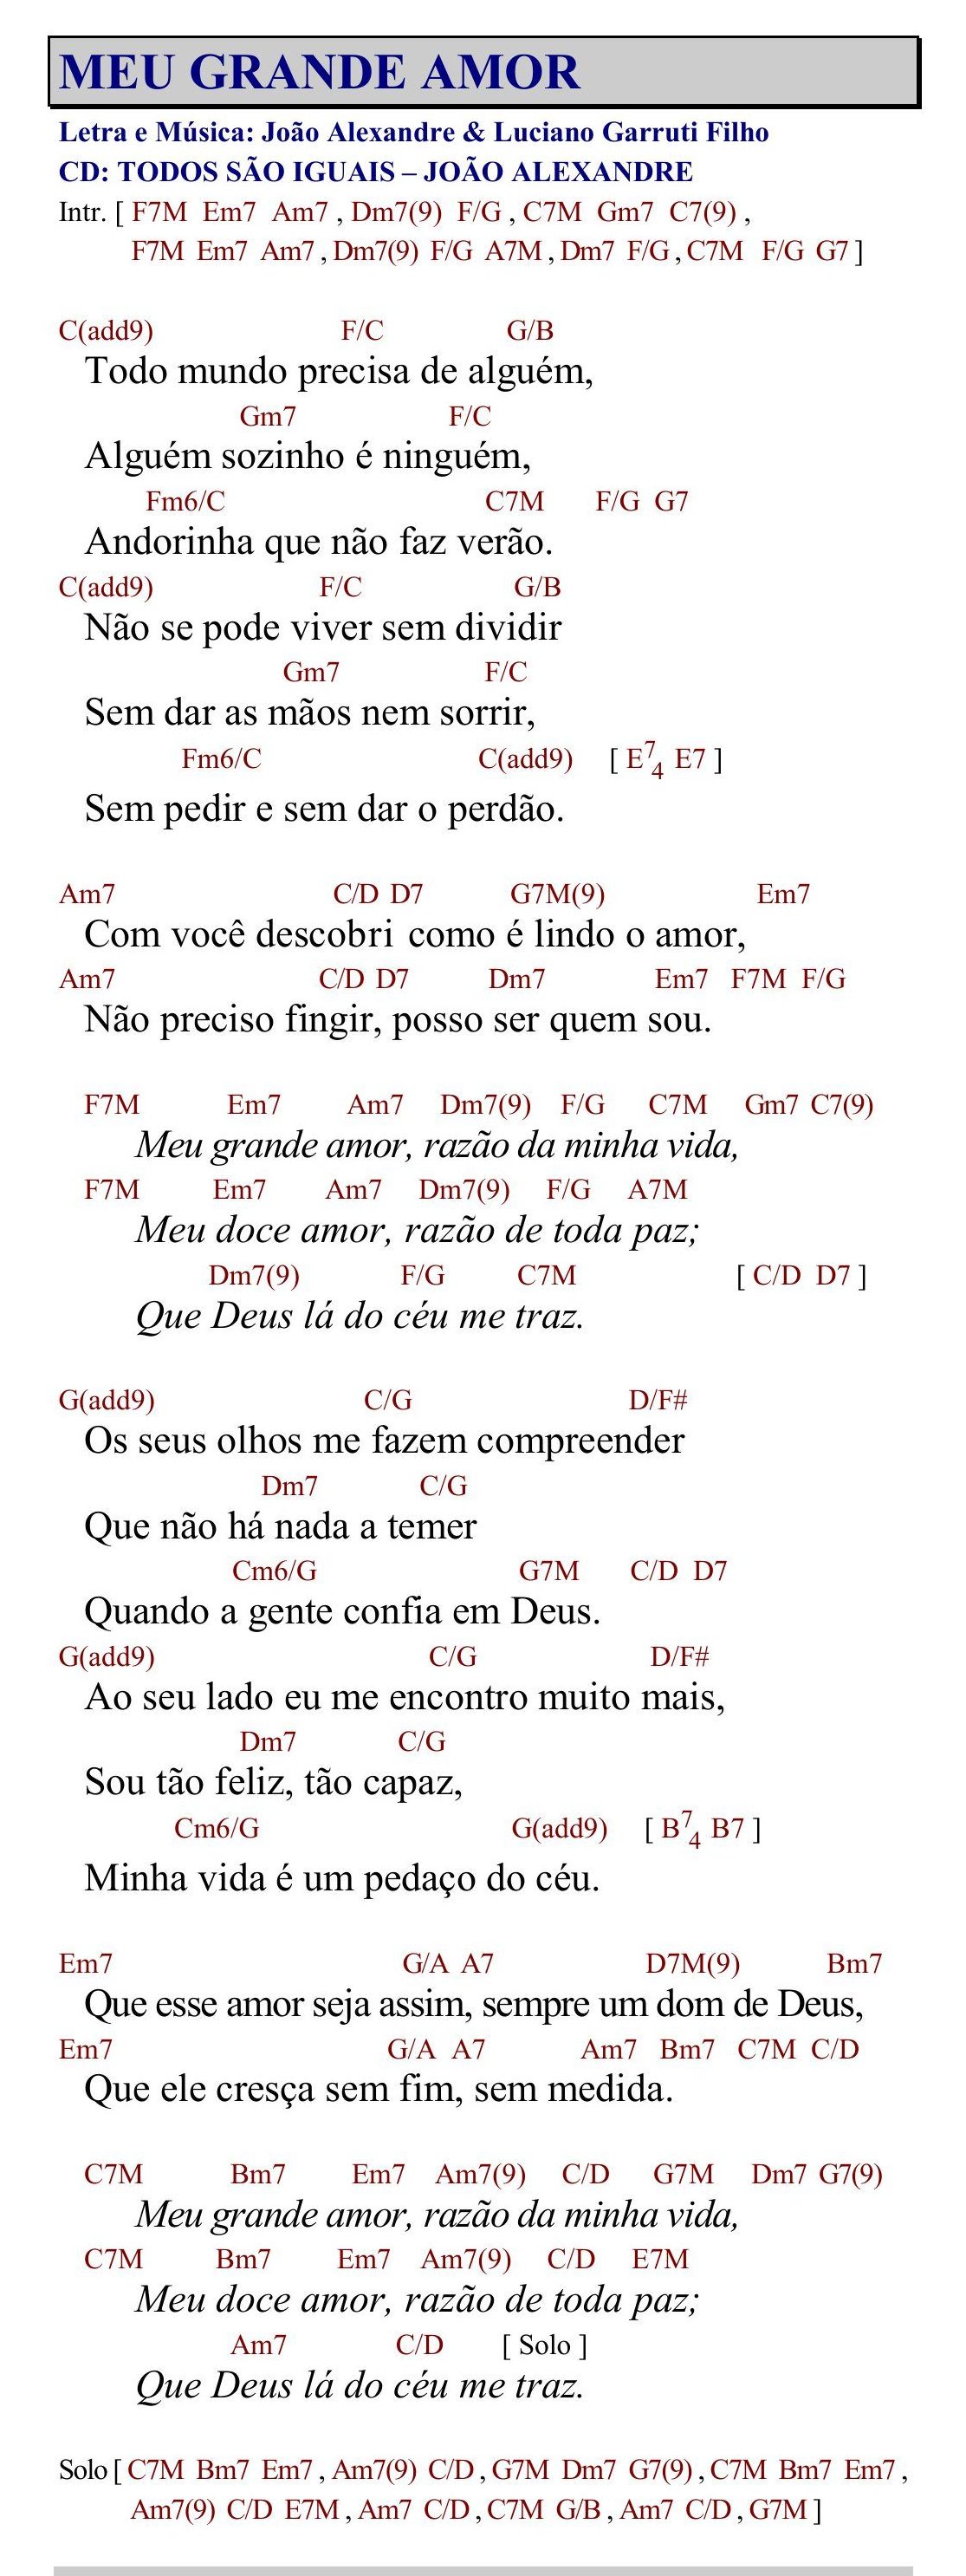 MEU GRANDE AMOR
Letra e Música: João Alexandre & Luciano Garruti Filho
CD: TODOS SÃO IGUAIS – JOÃO ALEXANDRE
Intr. [ F7M Em7 Am7 , Dm7(9) F/G , C7M Gm7 C7(9) ,
F7M Em7 Am7 , Dm7(9) F/G A7M , Dm7 F/G , C7M F/G G7 ]
C(add9) F/C G/B
Todo mundo precisa de alguém,
Gm7 F/C
Alguém sozinho é ninguém,
Fm6/C C7M F/G G7
Andorinha que não faz verão.
C(add9) F/C G/B
Não se pode viver sem dividir
Gm7 F/C
Sem dar as mãos nem sorrir,
Fm6/C C(add9) [ E7 4 E7 ]
Sem pedir e sem dar o perdão.
Am7 C/D D7 G7M(9) Em7
Com você descobri como é lindo o amor,
Am7 C/D D7 Dm7 Em7 F7M F/G
Não preciso fingir, posso ser quem sou.
F7M Em7 Am7 Dm7(9) F/G C7M Gm7 C7(9)
Meu grande amor, razão da minha vida,
F7M Em7 Am7 Dm7(9) F/G A7M
Meu doce amor, razão de toda paz;
Dm7(9) F/G C7M [ C/D D7 ]
Que Deus lá do céu me traz.
G(add9) C/G D/F#
Os seus olhos me fazem compreender
Dm7 C/G
Que não há nada a temer
Cm6/G G7M C/D D7
Quando a gente confia em Deus.
G(add9) C/G D/F#
Ao seu lado eu me encontro muito mais,
Dm7 C/G
Sou tão feliz, tão capaz,
Cm6/G G(add9) [ B7 4 B7 ]
Minha vida é um pedaço do céu.
Em7 G/A A7 D7M(9) Bm7
Que esse amor seja assim, sempre um dom de Deus,
Em7 G/A A7 Am7 Bm7 C7M C/D
Que ele cresça sem fim, sem medida.
C7M Bm7 Em7 Am7(9) C/D G7M Dm7 G7(9)
Meu grande amor, razão da minha vida,
C7M Bm7 Em7 Am7(9) C/D E7M
Meu doce amor, razão de toda paz;
Am7 C/D [ Solo ]
Que Deus lá do céu me traz.
Solo [ C7M Bm7 Em7 , Am7(9) C/D , G7M Dm7 G7(9) , C7M Bm7 Em7 ,
Am7(9) C/D E7M , Am7 C/D , C7M G/B , Am7 C/D , G7M ]